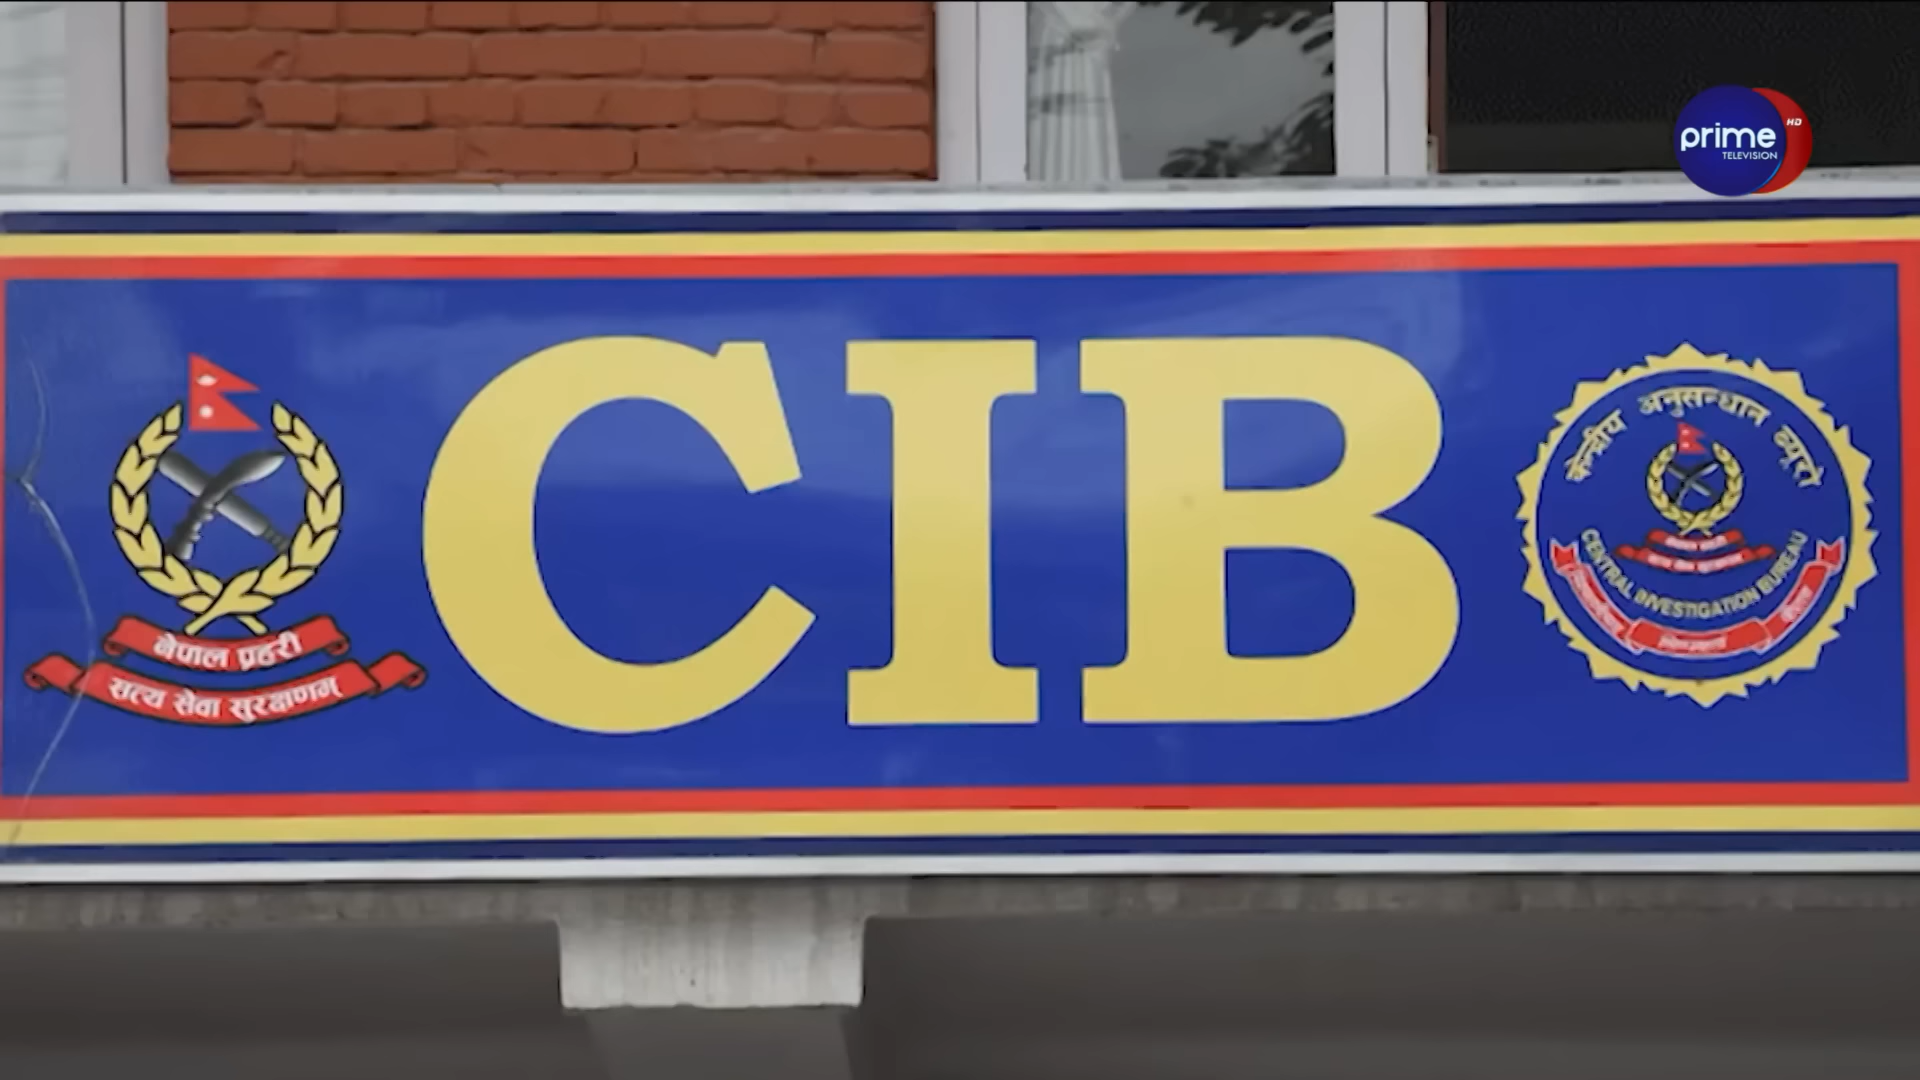 prime HD
TELEVISION
नेपाल प्रहरी
सत्य सेवा सुरक्षणम्
CIB
केन्द्रीय अनुसन्धान ब्यूरो
CENTRAL INVESTIGATION BUREAU